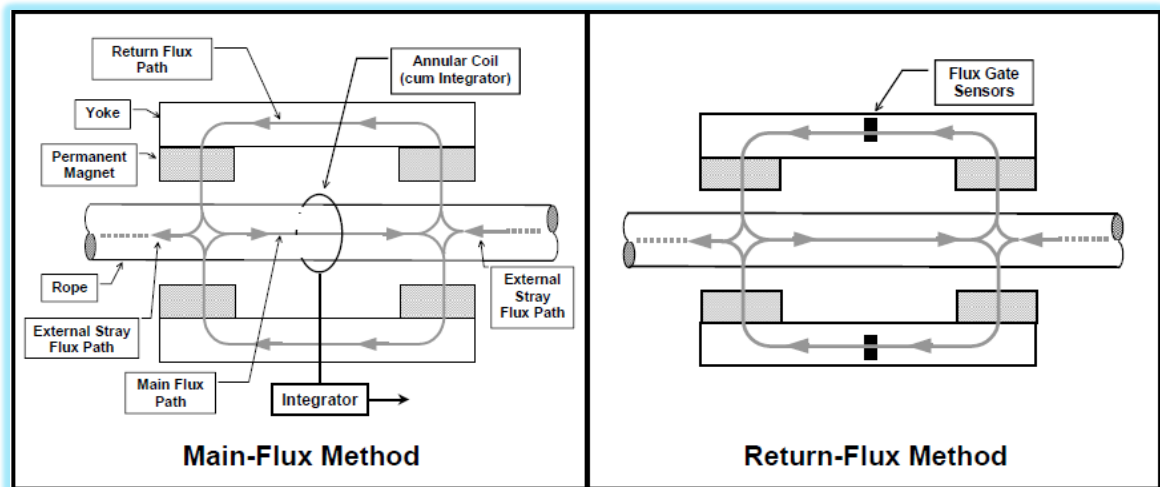 Return Flux
Path
Annular Coil
(cum Integrator)
Yoke
Permanent
Magnet
Rope
External Stray
Flux Path
Main Flux
Path
Integrator
External
Stray
Flux Path
Main-Flux Method
Flux Gate
Sensors
Return-Flux Method